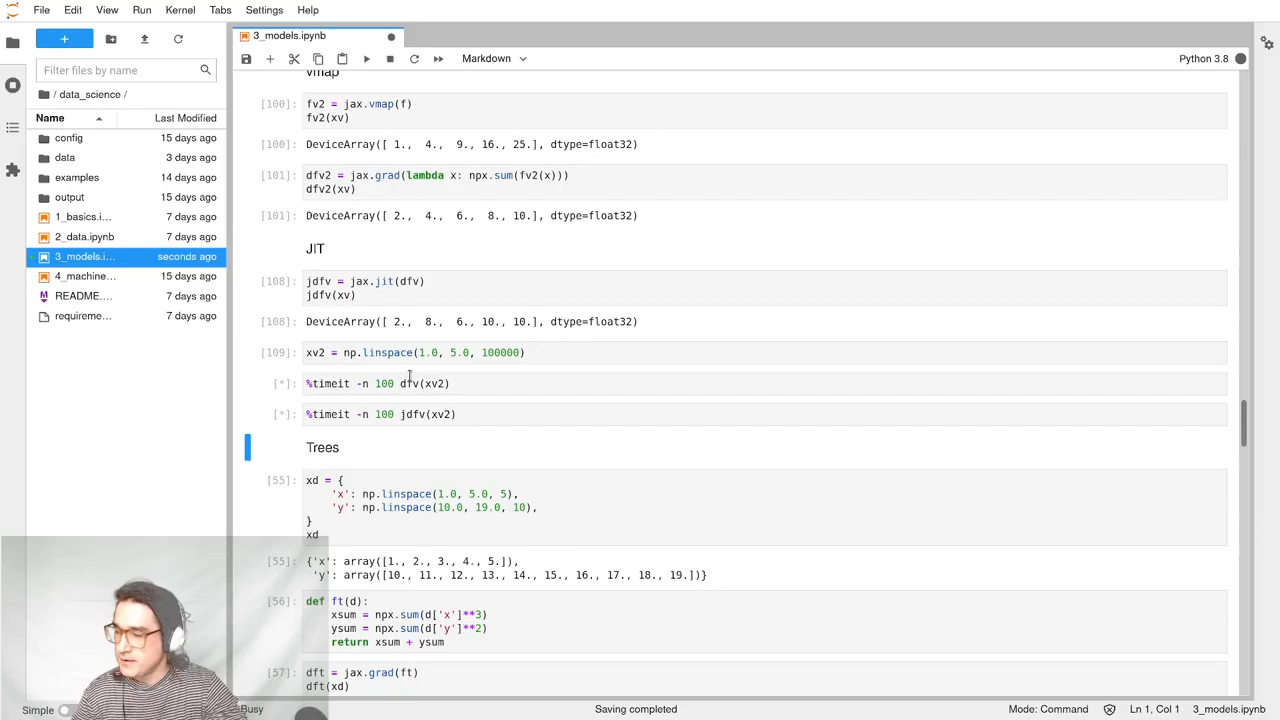 File Edit View Run Kernel Tabs Settings Help
3_models.ipynb
Filter files by name
Markdown
Python 3.8
/ data_science /
Name Last Modified
config 15 days ago
data 3 days ago
examples 14 days ago
output 15 days ago
1_basics.i... 7 days ago
2_data.ipynb 7 days ago
3_models.i... seconds ago
4_machine... 15 days ago
README.... 7 days ago
requireme... 7 days ago
vmap
[100]: fv2 = jax.vmap(f)
fv2(xv)
[100]: DeviceArray([ 1., 4., 9., 16., 25.], dtype=float32)
[101]: dfv2 = jax.grad(lambda x: npx.sum(fv2(x)))
dfv2(xv)
[101]: DeviceArray([ 2., 4., 6., 8., 10.], dtype=float32)
JIT
[108]: jdfv = jax.jit(dfv)
jdfv(xv)
[108]: DeviceArray([ 2., 8., 6., 10., 10.], dtype=float32)
[109]: xv2 = np.linspace(1.0, 5.0, 100000)
[*]: %timeit -n 100 dfv(xv2)
[*]: %timeit -n 100 jdfv(xv2)
Trees
[55]: xd = {
'x': np.linspace(1.0, 5.0, 5),
'y': np.linspace(10.0, 19.0, 10),
}
xd
[55]: {'x': array([1., 2., 3., 4., 5.]),
'y': array([10., 11., 12., 13., 14., 15., 16., 17., 18., 19.])}
[56]: def ft(d):
xsum = npx.sum(d['x']**3)
ysum = npx.sum(d['y']**2)
return xsum + ysum
[57]: dft = jax.grad(ft)
dft(xd)
Simple Busy Saving completed Mode: Command Ln 1, Col 1 3_models.ipynb